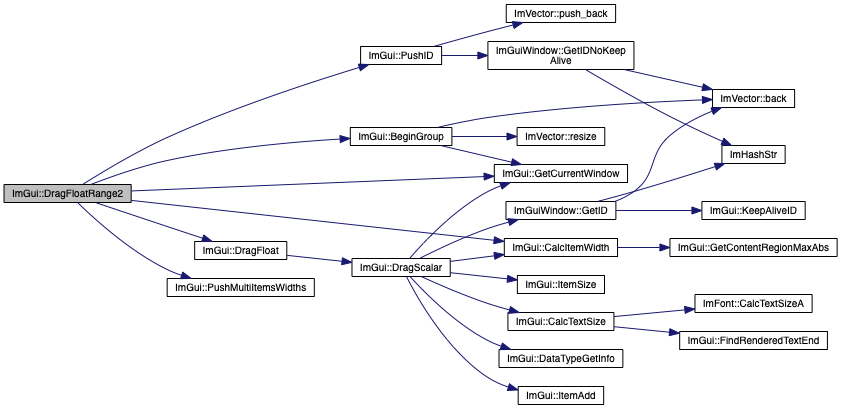 ImVector::push_back
ImGui::PushID
ImGuiWindow::GetIDNoKeep
Alive
ImVector::back
ImGui::BeginGroup
ImVector::resize
ImHashStr
ImGui::GetCurrentWindow
ImGui::DragFloatRange2
ImGuiWindow::GetID
ImGui::KeepAliveID
ImGui::DragFloat
ImGui::CalcItemWidth
ImGui::GetContentRegionMaxAbs
ImGui::DragScalar
ImGui::PushMultiItemsWidths
ImGui::ItemSize
ImFont::CalcTextSizeA
ImGui::CalcTextSize
ImGui::FindRenderedTextEnd
ImGui::DataTypeGetInfo
ImGui::ItemAdd